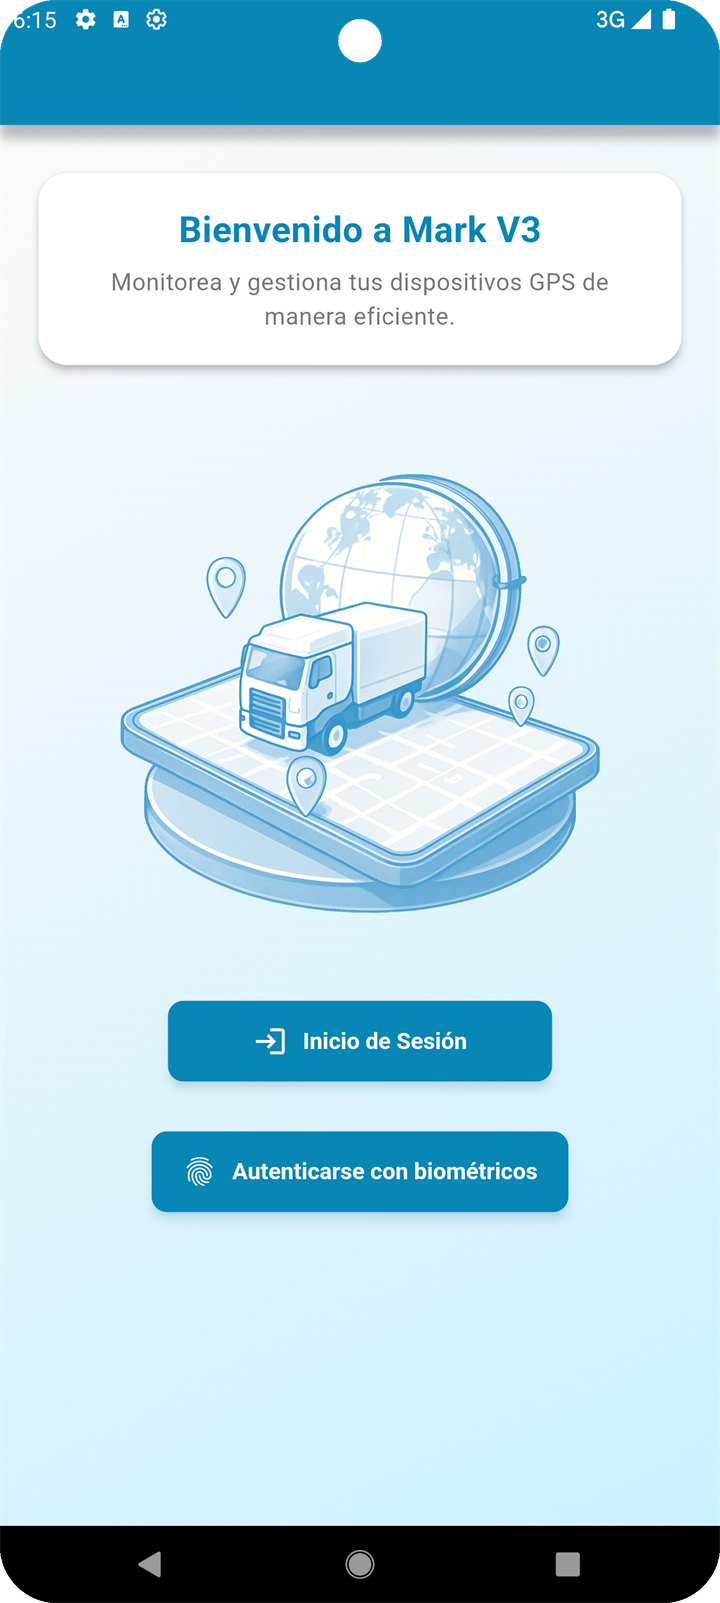 6:15
3G
Bienvenido a Mark V3
Monitorea y gestiona tus dispositivos GPS de
manera eficiente.
Inicio de Sesión
Autenticarse con biométricos